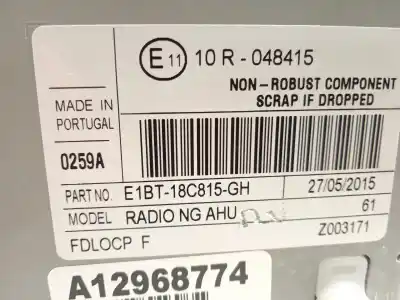 E 11 10 R - 048415
NON - ROBUST COMPONENT
SCRAP IF DROPPED
MADE IN
PORTUGAL
0259A
PART NO. E1BT-18C815-GH 27/05/2015
MODEL RADIO NG AHU 61
FDLOCP F Z003171
A12968774